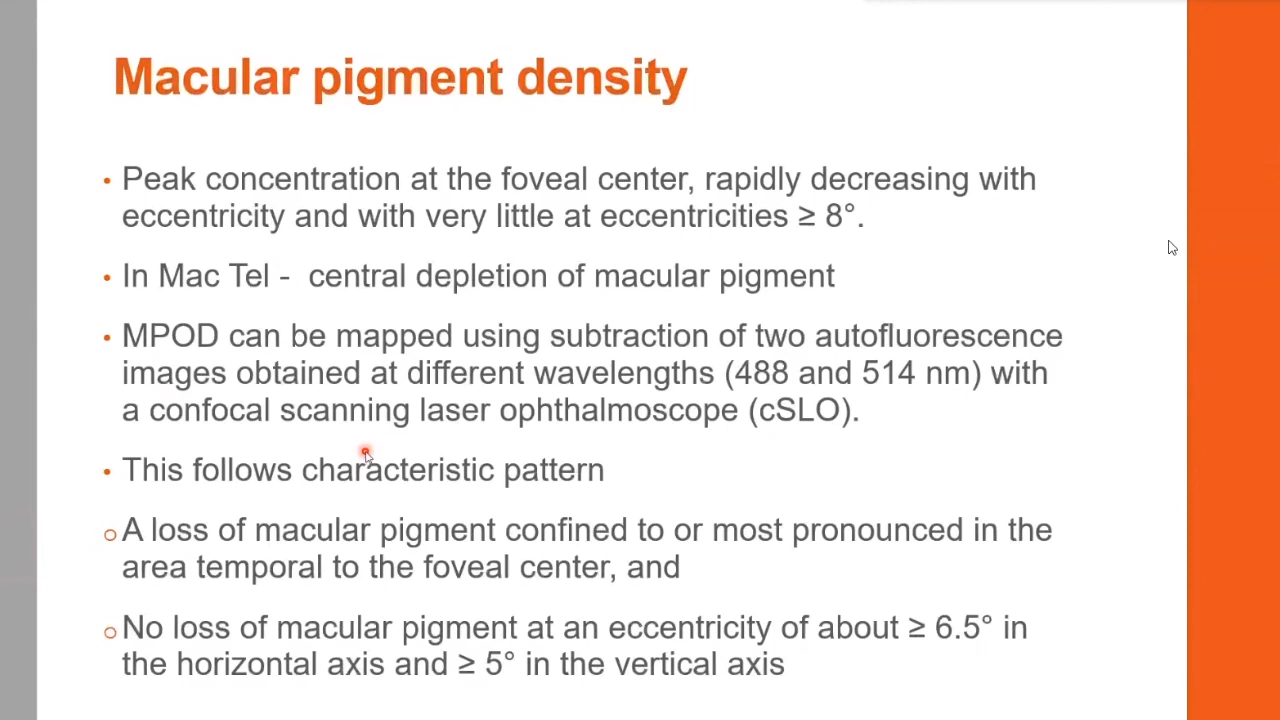 Macular pigment density
• Peak concentration at the foveal center, rapidly decreasing with
eccentricity and with very little at eccentricities ≥ 8°.
• In Mac Tel -  central depletion of macular pigment
• MPOD can be mapped using subtraction of two autofluorescence
images obtained at different wavelengths (488 and 514 nm) with
a confocal scanning laser ophthalmoscope (cSLO).
• This follows characteristic pattern
o A loss of macular pigment confined to or most pronounced in the
area temporal to the foveal center, and
o No loss of macular pigment at an eccentricity of about ≥ 6.5° in
the horizontal axis and ≥ 5° in the vertical axis